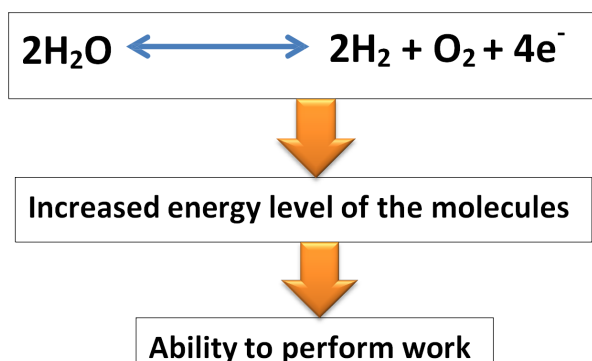 2H₂O ⟷ 2H₂ + O₂ + 4e⁻
Increased energy level of the molecules
Ability to perform work